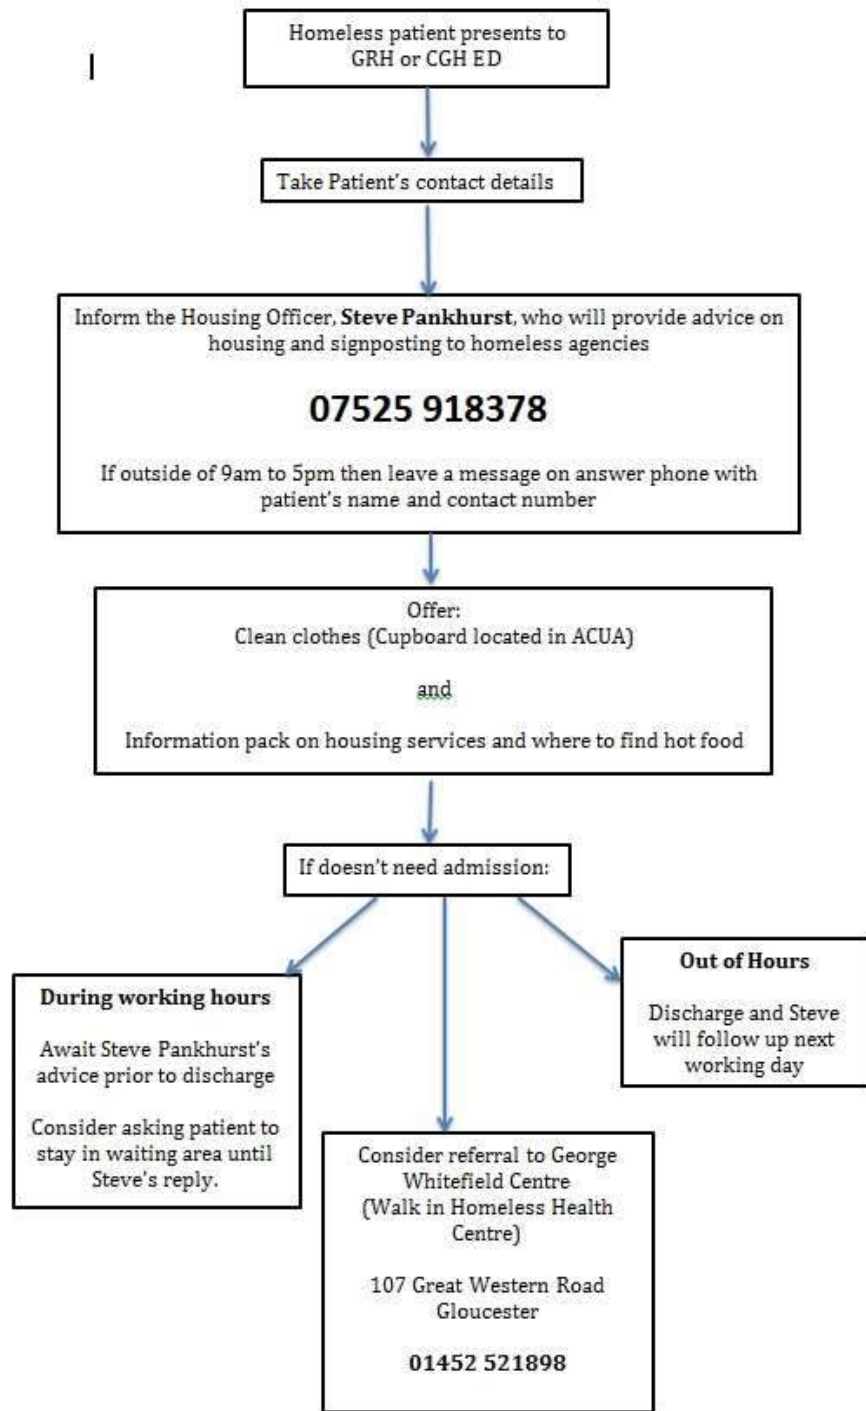 Homeless patient presents to
GRH or CGH ED
Take Patient's contact details
Inform the Housing Officer, Steve Pankhurst, who will provide advice on
housing and signposting to homeless agencies
07525 918378
If outside of 9am to 5pm then leave a message on answer phone with
patient's name and contact number
Offer:
Clean clothes (Cupboard located in ACUA)
and
Information pack on housing services and where to find hot food
If doesn't need admission:
During working hours
Await Steve Pankhurst's
advice prior to discharge
Consider asking patient to
stay in waiting area until
Steve's reply.
Consider referral to George
Whitefield Centre
(Walk in Homeless Health
Centre)
107 Great Western Road
Gloucester
01452 521898
Out of Hours
Discharge and Steve
will follow up next
working day